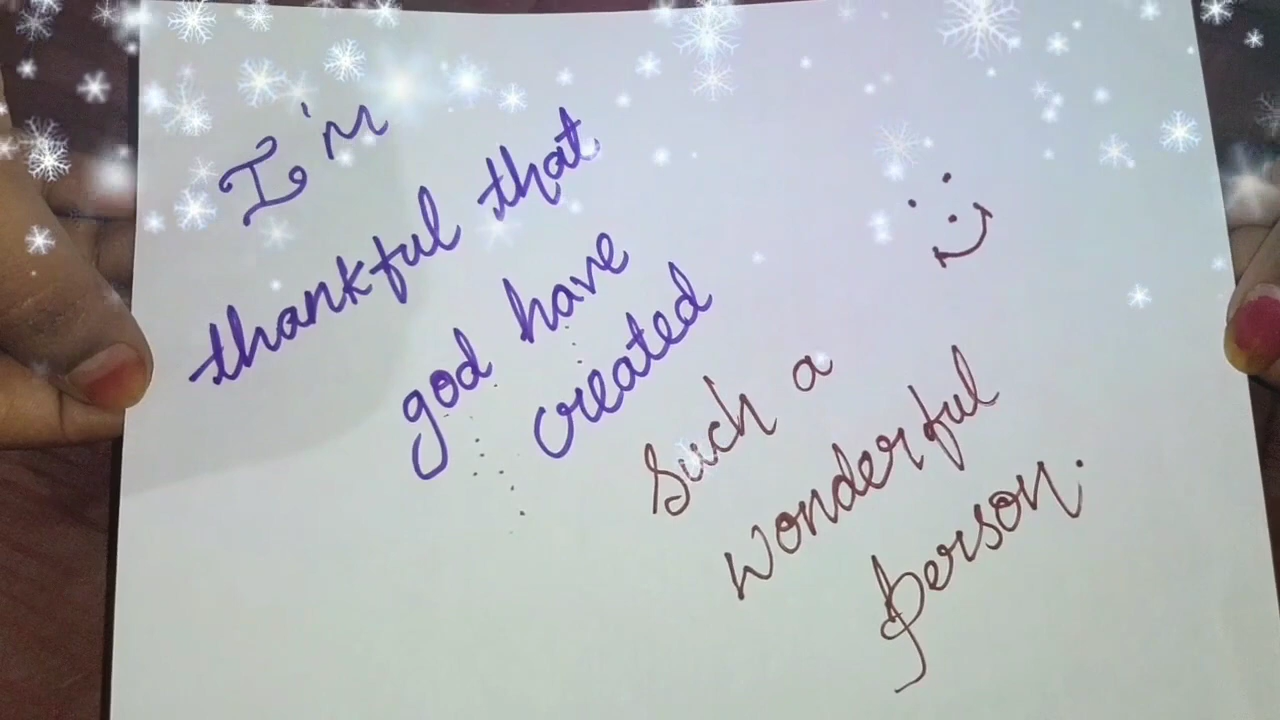 I'm
thankful that
god have
created
such a
wonderful
person.